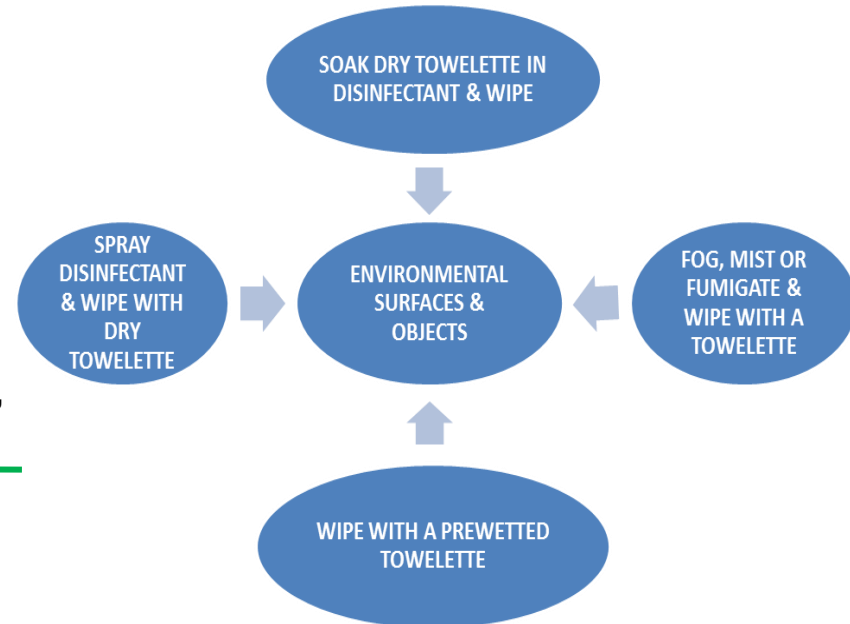 SOAK DRY TOWELETTE IN
DISINFECTANT & WIPE
SPRAY
DISINFECTANT
& WIPE WITH
DRY
TOWELETTE
ENVIRONMENTAL
SURFACES &
OBJECTS
FOG, MIST OR
FUMIGATE &
WIPE WITH A
TOWELETTE
WIPE WITH A PREWETTED
TOWELETTE